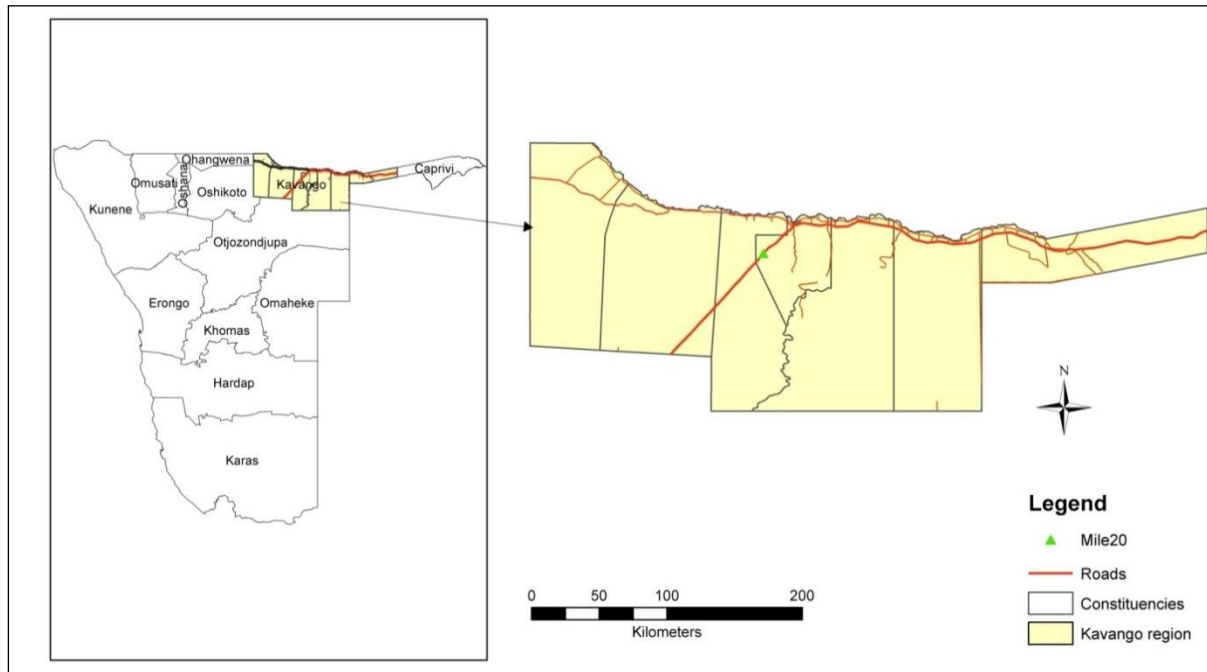 Ohangwena
Omusati
Oshana
Oshikoto
Kavango
Caprivi
Kunene
Otjozondjupa
Erongo
Omaheke
Khomas
Hardap
Karas
N
Legend
Mile20
Roads
Constituencies
Kavango region
0 50 100 200
Kilometers